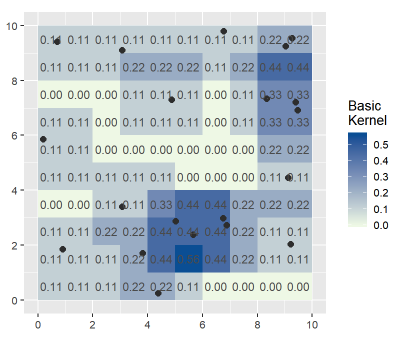 10
0.11 0.11 0.11 0.11 0.11 0.11 0.11 0.11 0.22 0.22
0.11 0.11 0.11 0.22 0.22 0.22 0.11 0.22 0.44 0.44
8
0.00 0.00 0.00 0.11 0.11 0.11 0.00 0.11 0.33 0.33
0.11 0.11 0.00 0.11 0.11 0.11 0.00 0.11 0.33 0.33
6
0.11 0.11 0.00 0.00 0.00 0.00 0.00 0.00 0.22 0.22
0.11 0.11 0.11 0.11 0.11 0.00 0.00 0.00 0.11 0.11
4
0.00 0.00 0.11 0.11 0.33 0.44 0.44 0.22 0.22 0.22
0.11 0.11 0.22 0.22 0.44 0.44 0.44 0.22 0.11 0.11
2
0.11 0.11 0.11 0.22 0.44 0.56 0.44 0.22 0.11 0.11
0.11 0.11 0.11 0.22 0.22 0.11 0.00 0.00 0.00 0.00
0
0 2 4 6 8 10
Basic
Kernel
0.5
0.4
0.3
0.2
0.1
0.0